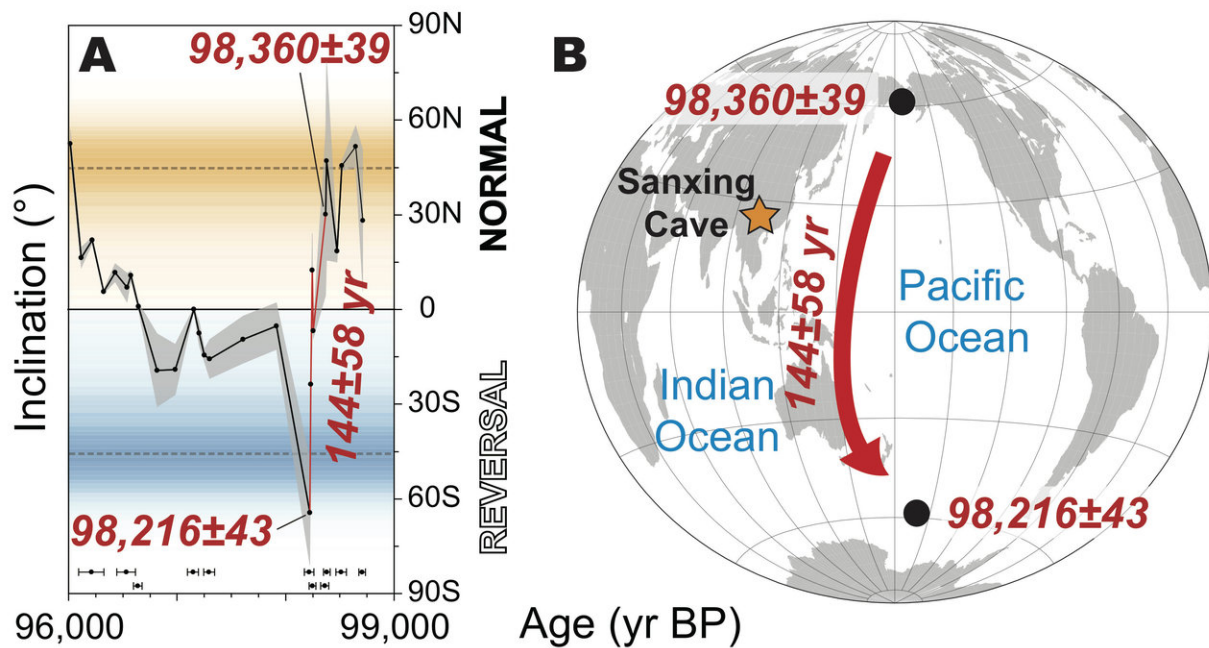 A
98,360±39
90N
60N
30N
0
30S
60S
90S
Inclination (°)
NORMAL
REVERSAL
144±58 yr
98,216±43
96,000
99,000
Age (yr BP)
B
98,360±39
Sanxing
Cave
144±58 yr
Pacific
Ocean
Indian
Ocean
98,216±43